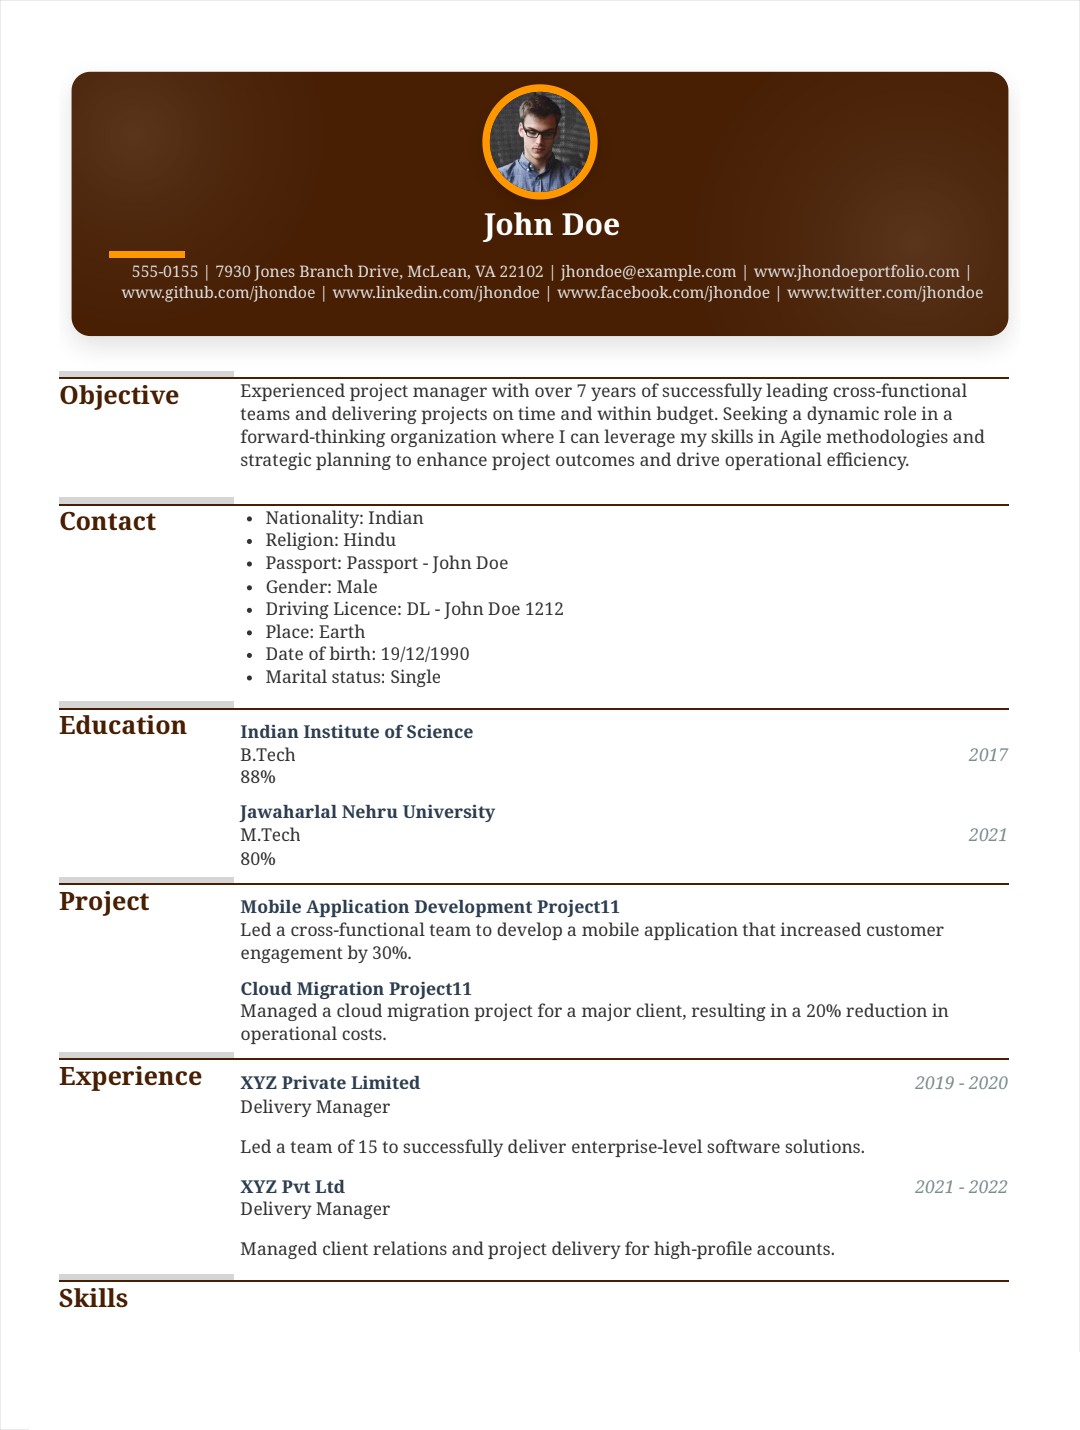 John Doe
555-0155 | 7930 Jones Branch Drive, McLean, VA 22102 | jhondoe@example.com | www.jhondoeportfolio.com |
www.github.com/jhondoe | www.linkedin.com/jhondoe | www.facebook.com/jhondoe | www.twitter.com/jhondoe
Objective
Experienced project manager with over 7 years of successfully leading cross-functional
teams and delivering projects on time and within budget. Seeking a dynamic role in a
forward-thinking organization where I can leverage my skills in Agile methodologies and
strategic planning to enhance project outcomes and drive operational efficiency.
Contact
• Nationality: Indian
• Religion: Hindu
• Passport: Passport - John Doe
• Gender: Male
• Driving Licence: DL - John Doe 1212
• Place: Earth
• Date of birth: 19/12/1990
• Marital status: Single
Education
Indian Institute of Science
B.Tech 2017
88%
Jawaharlal Nehru University
M.Tech 2021
80%
Project
Mobile Application Development Project11
Led a cross-functional team to develop a mobile application that increased customer
engagement by 30%.
Cloud Migration Project11
Managed a cloud migration project for a major client, resulting in a 20% reduction in
operational costs.
Experience
XYZ Private Limited 2019 - 2020
Delivery Manager
Led a team of 15 to successfully deliver enterprise-level software solutions.
XYZ Pvt Ltd 2021 - 2022
Delivery Manager
Managed client relations and project delivery for high-profile accounts.
Skills